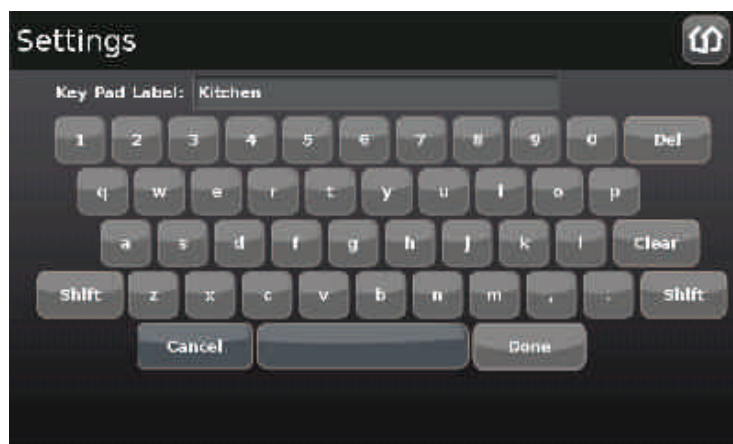 Settings
Key Pad Label: Kitchen
1 2 3 4 5 6 7 8 9 0 Del
q w e r t y u i o p
a s d f g h j k l Clear
Shift z x c v b n m , : Shift
Cancel Done